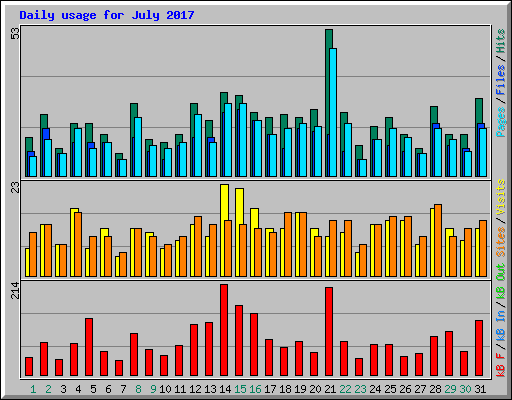 Daily usage for July 2017
53
Pages/Files/Hits
23
Sites/Visits
214
kB F/kB In/kB Out
1 2 3 4 5 6 7 8 9 10 11 12 13 14 15 16 17 18 19 20 21 22 23 24 25 26 27 28 29 30 31